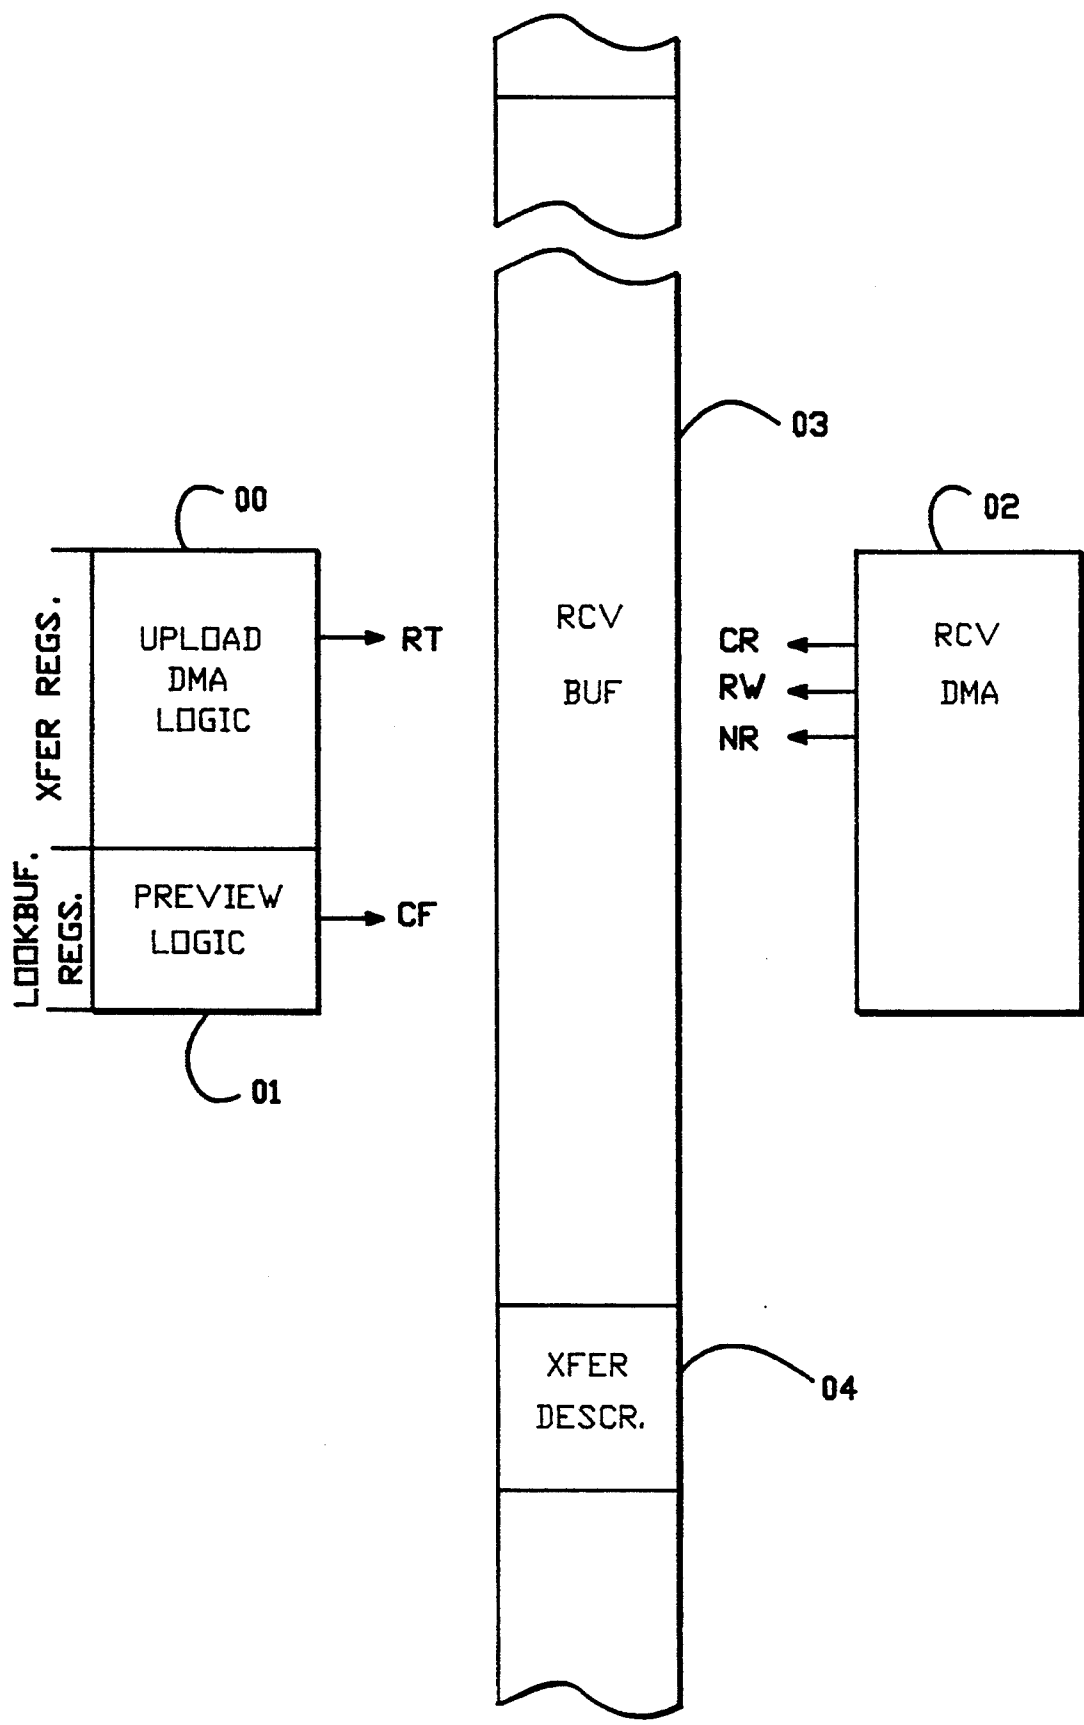 03
00
02
XFER REGS.
UPLOAD
DMA
LOGIC
RT
RCV
BUF
CR
RW
NR
RCV
DMA
LOOKBUF.
REGS.
PREVIEW
LOGIC
CF
01
XFER
DESCR.
04